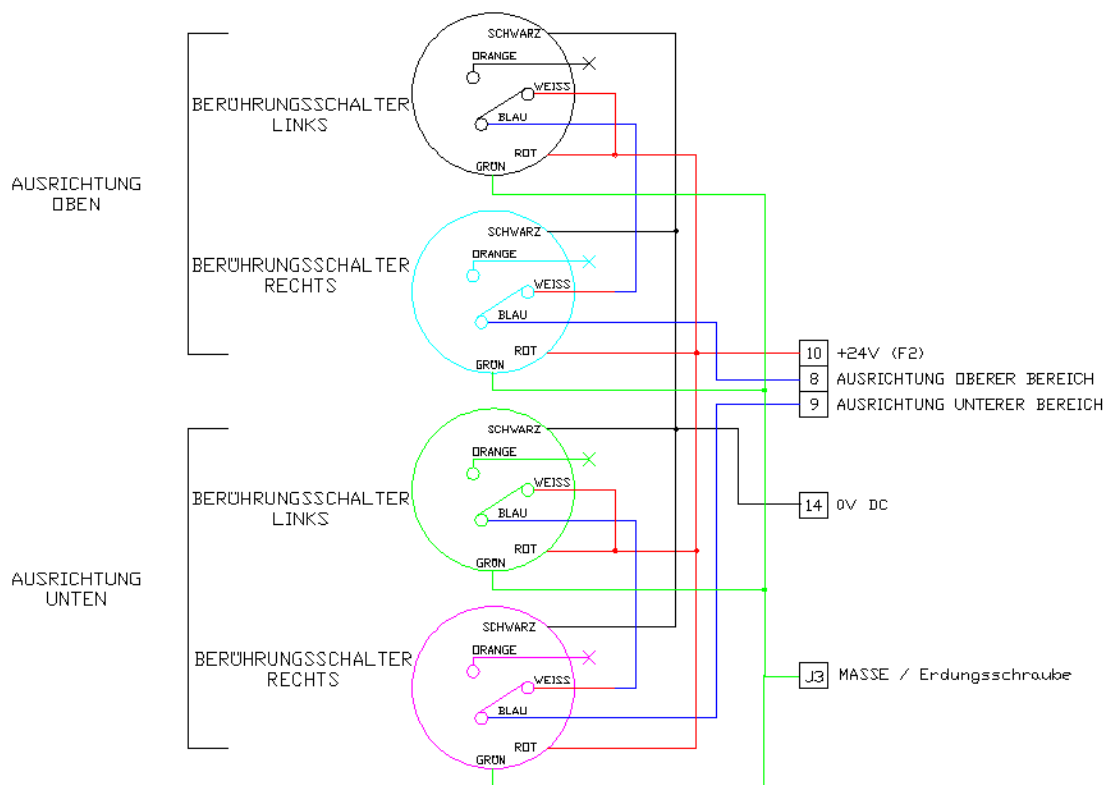 AUSRICHTUNG
OBEN
BERÜHRUNGSSCHALTER
LINKS
SCHWARZ
ORANGE
WEISS
BLAU
ROT
GRÜN
BERÜHRUNGSSCHALTER
RECHTS
SCHWARZ
ORANGE
WEISS
BLAU
ROT
GRÜN
10 +24V (F2)
8 AUSRICHTUNG OBERER BEREICH
9 AUSRICHTUNG UNTERER BEREICH
AUSRICHTUNG
UNTEN
BERÜHRUNGSSCHALTER
LINKS
SCHWARZ
ORANGE
WEISS
BLAU
ROT
GRÜN
14 0V DC
BERÜHRUNGSSCHALTER
RECHTS
SCHWARZ
ORANGE
WEISS
BLAU
ROT
GRÜN
J3 MASSE / Erdungsschraube